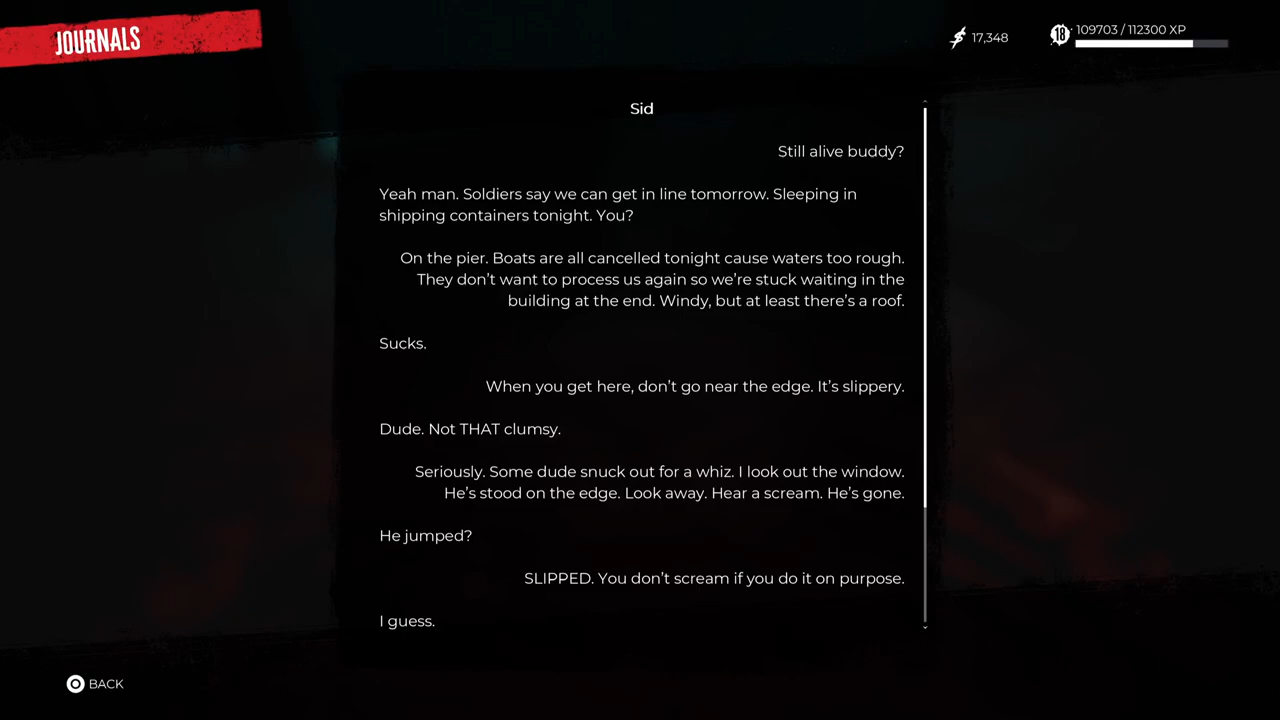 JOURNALS
17,348
18
109703 / 112300 XP
Sid
Still alive buddy?
Yeah man. Soldiers say we can get in line tomorrow. Sleeping in
shipping containers tonight. You?
On the pier. Boats are all cancelled tonight cause waters too rough.
They don't want to process us again so we're stuck waiting in the
building at the end. Windy, but at least there's a roof.
Sucks.
When you get here, don't go near the edge. It's slippery.
Dude. Not THAT clumsy.
Seriously. Some dude snuck out for a whiz. I look out the window.
He's stood on the edge. Look away. Hear a scream. He's gone.
He jumped?
SLIPPED. You don't scream if you do it on purpose.
I guess.
BACK